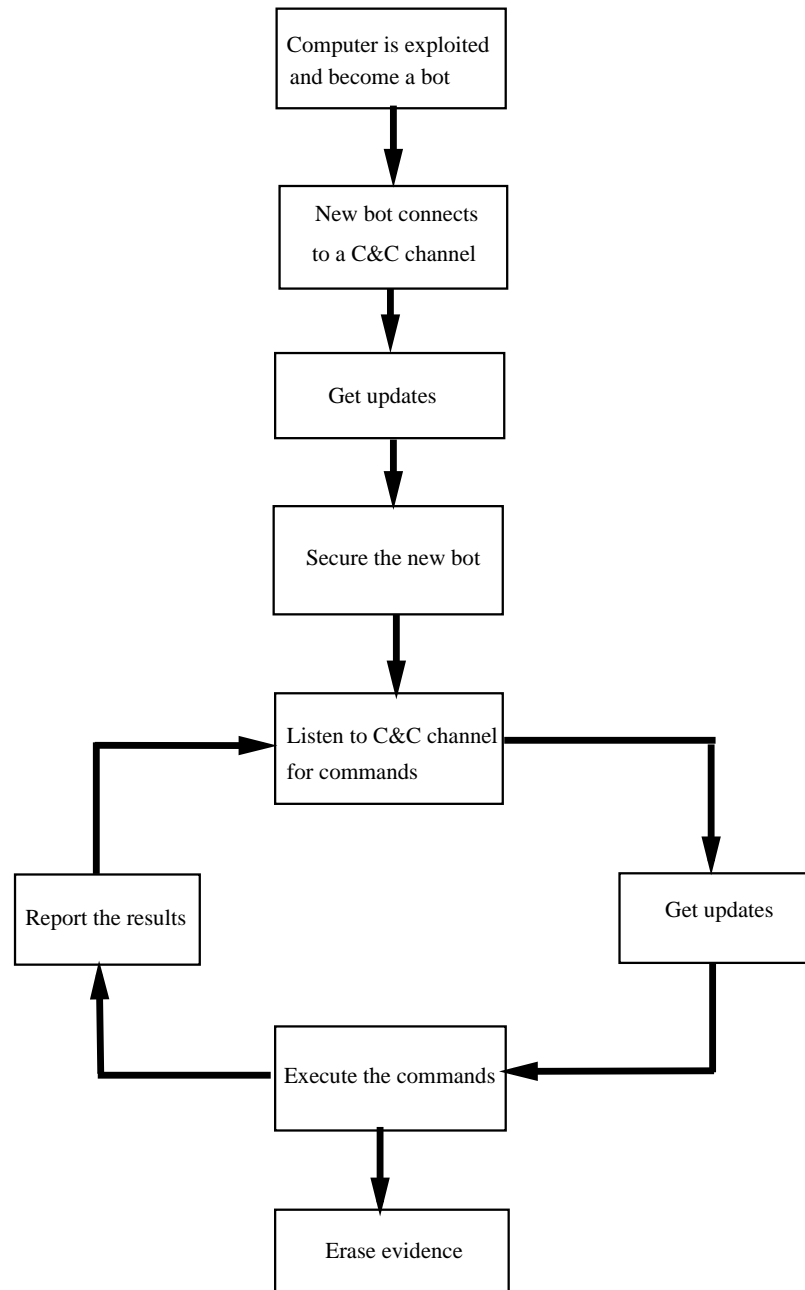 Computer is exploited
and become a bot
New bot connects
to a C&C channel
Get updates
Secure the new bot
Listen to C&C channel
for commands
Report the results
Get updates
Execute the commands
Erase evidence